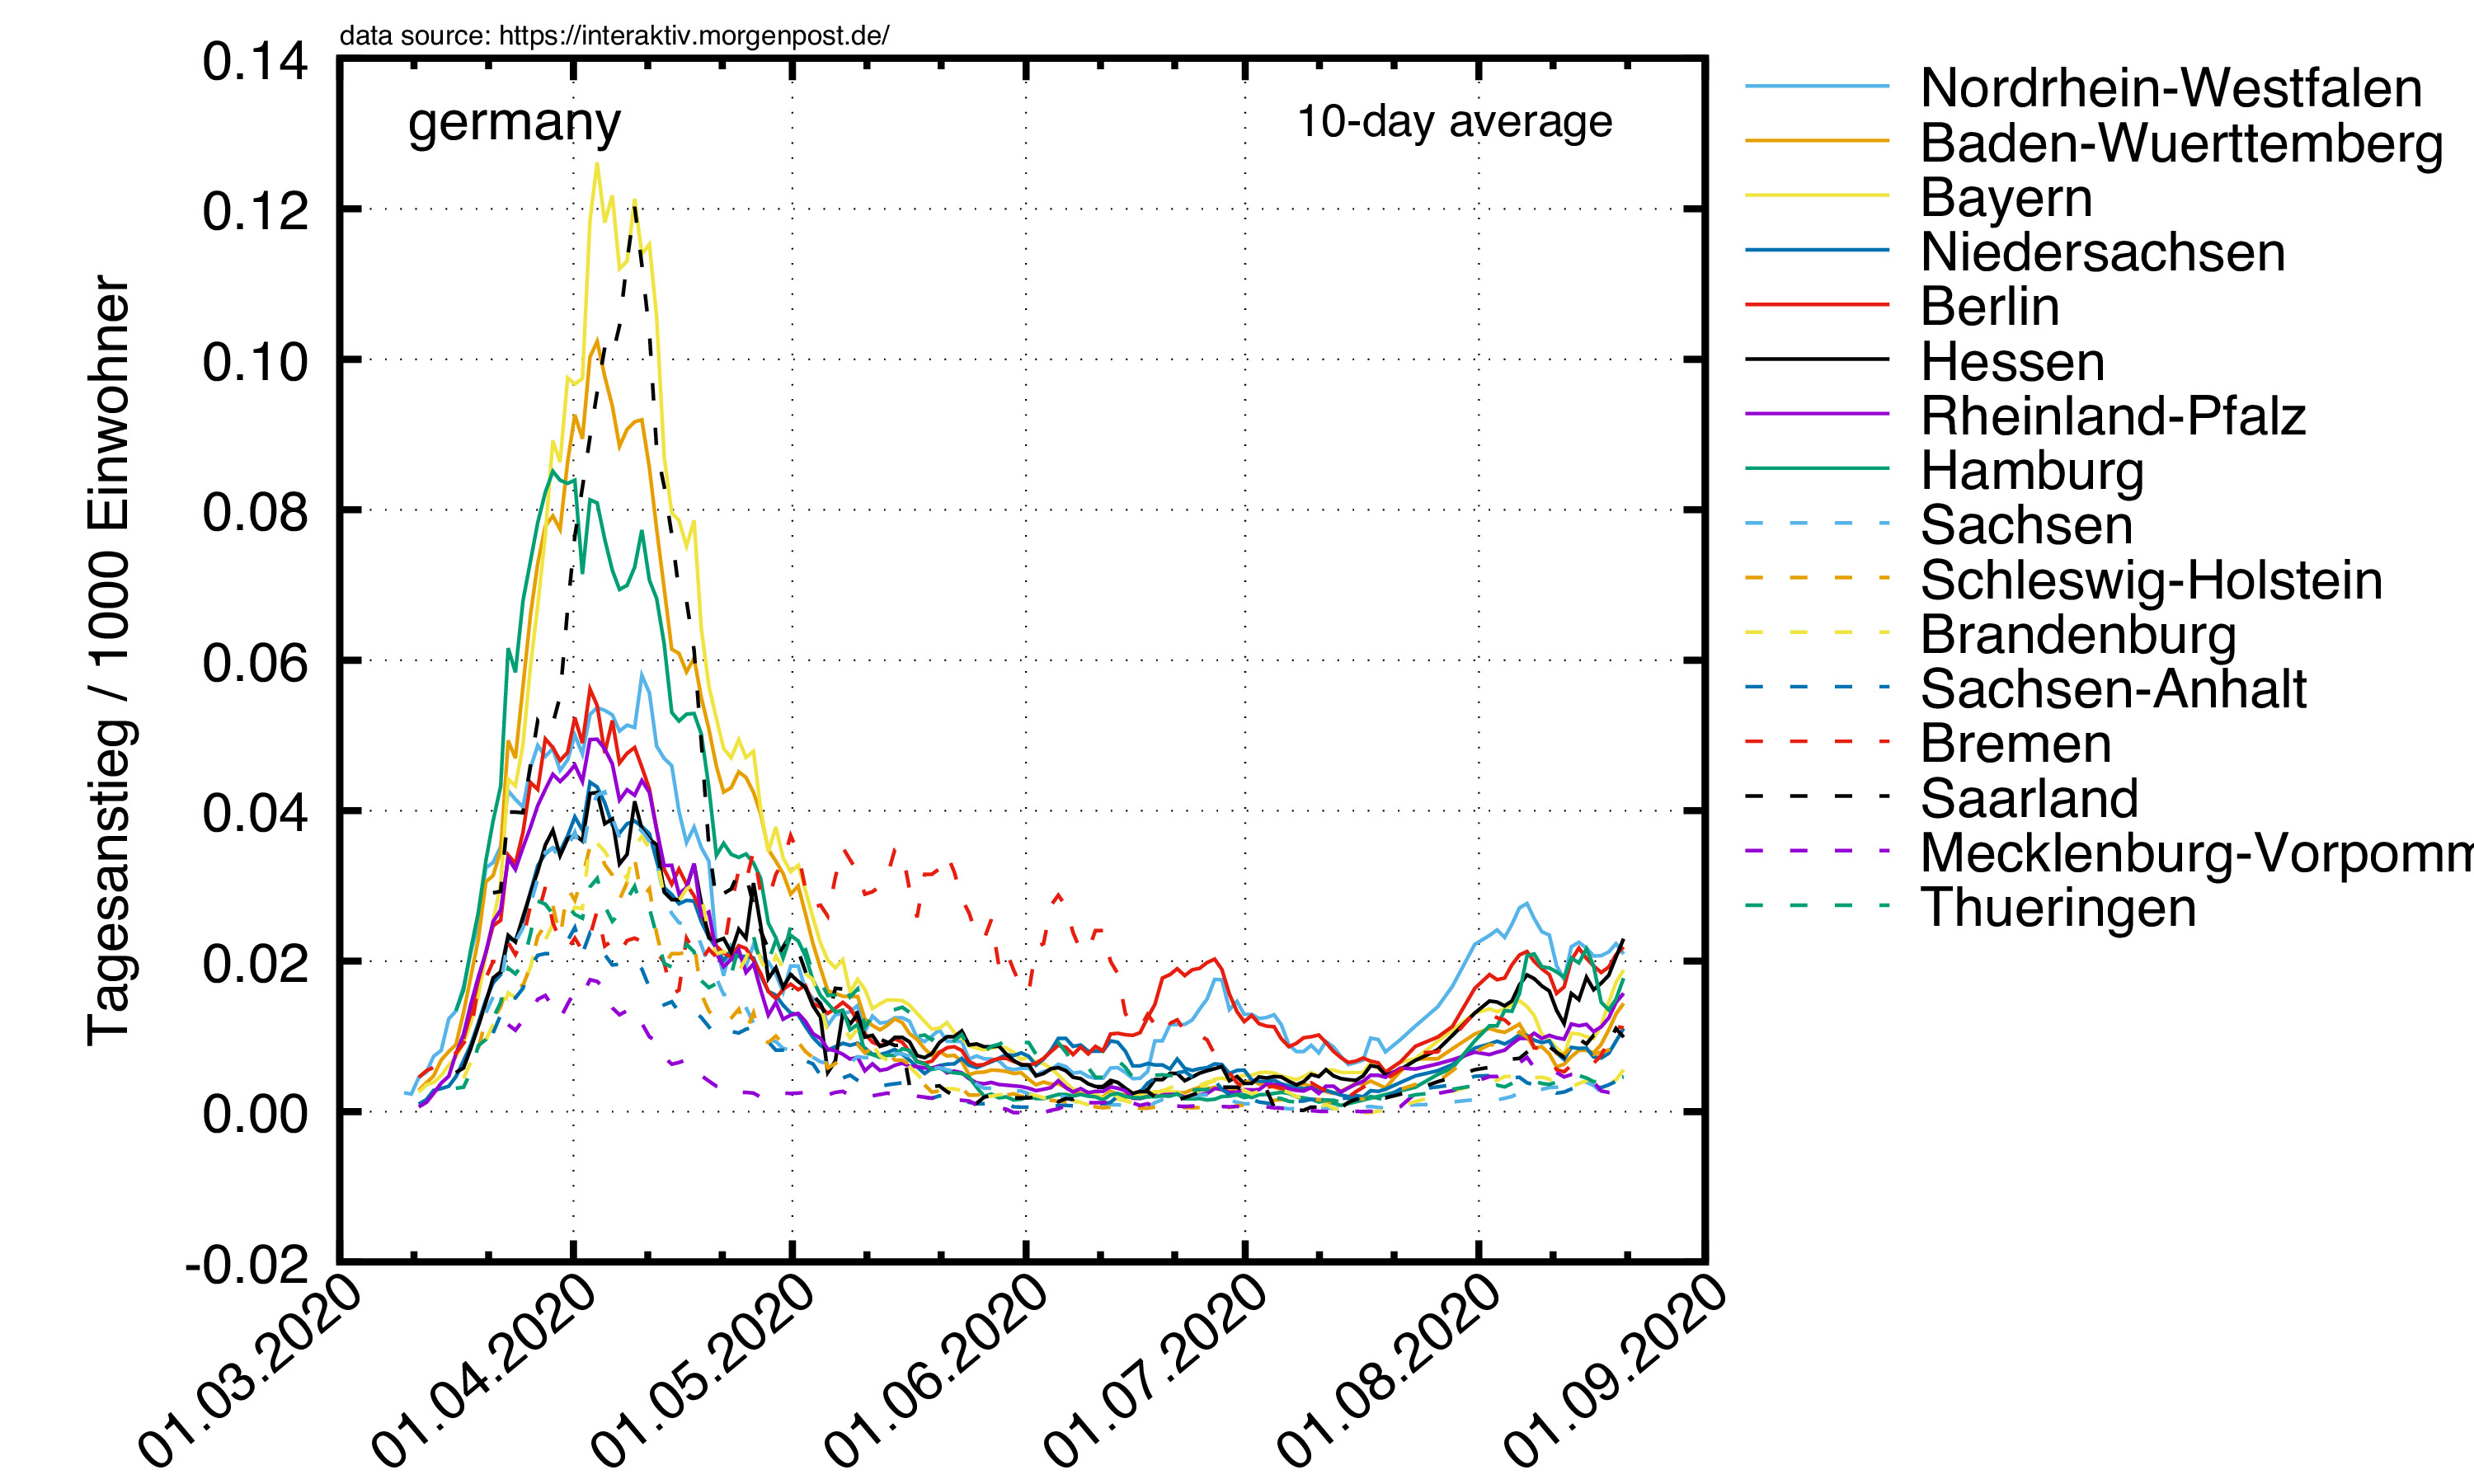 data source: https://interaktiv.morgenpost.de/
germany
10-day average
Tagesanstieg / 1000 Einwohner
0.14
0.12
0.10
0.08
0.06
0.04
0.02
0.00
-0.02
01.03.2020
01.04.2020
01.05.2020
01.06.2020
01.07.2020
01.08.2020
01.09.2020
Nordrhein-Westfalen
Baden-Wuerttemberg
Bayern
Niedersachsen
Berlin
Hessen
Rheinland-Pfalz
Hamburg
Sachsen
Schleswig-Holstein
Brandenburg
Sachsen-Anhalt
Bremen
Saarland
Mecklenburg-Vorpomm
Thueringen